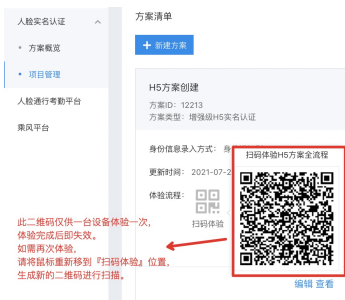 人脸实名认证
方案概览
项目管理
人脸通行考勤平台
乘风平台
方案清单
+ 新建方案
H5方案创建
方案ID: 12213
方案类型: 增强级H5实名认证
身份信息录入方式: 身
更新时间: 2021-07-2
体验流程:
扫码体验
扫码体验H5方案全流程
编辑 查看
此二维码仅供一台设备体验一次,
体验完成后即失效。
如需再次体验,
请将鼠标重新移到『扫码体验』位置,
生成新的二维码进行扫描。